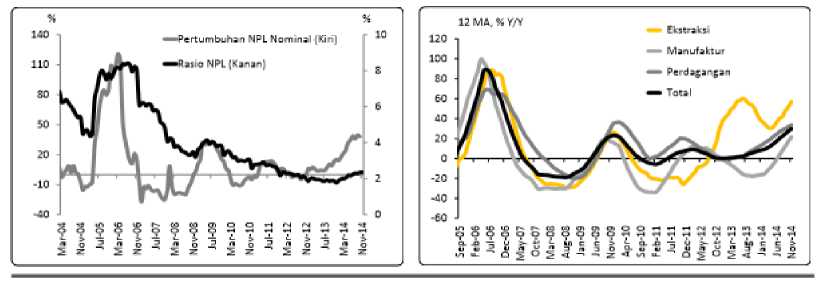 % %
140 10
110 8
80 6
50 4
20
-10 2
-40 0
Pertumbuhan NPL Nominal (Kiri)
Rasio NPL (Kanan)
Mar-04
Nov-04
Jul-05
Mar-06
Nov-06
Jul-07
Mar-08
Nov-08
Jul-09
Mar-10
Nov-10
Jul-11
Mar-12
Nov-12
Jul-13
Mar-14
Nov-14
12 MA, % Y/Y
120
100
80
60
40
20
0
-20
-40
-60
Ekstraksi
Manufaktur
Perdagangan
Total
Sep-05
Feb-06
Jul-06
Dec-06
May-07
Oct-07
Mar-08
Aug-08
Jan-09
Jun-09
Nov-09
Apr-10
Sep-10
Feb-11
Jul-11
Dec-11
May-12
Oct-12
Mar-13
Aug-13
Jan-14
Jun-14
Nov-14